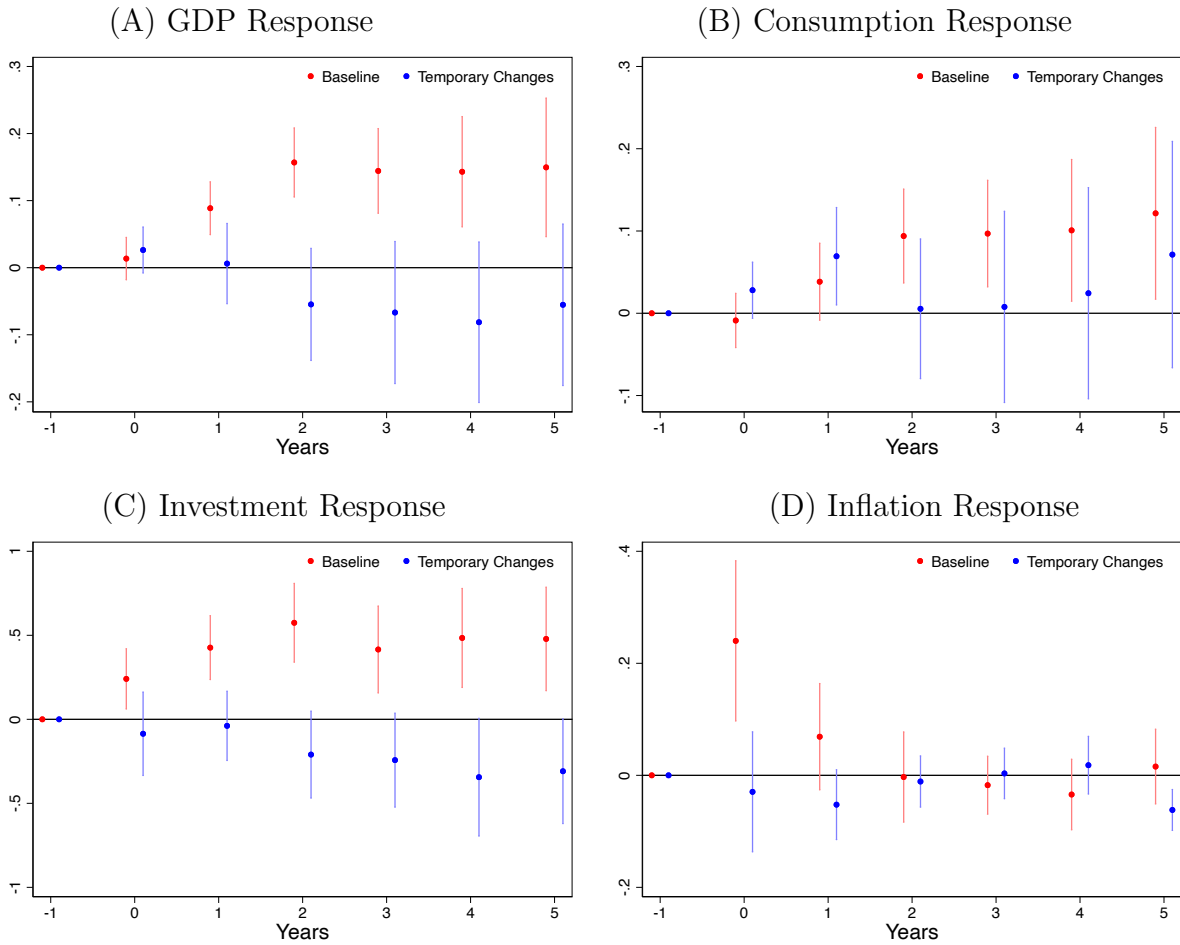 (A) GDP Response
.3
.2
.1
0
-.1
-.2
Baseline
Temporary Changes
-1 0 1 2 3 4 5
Years
(B) Consumption Response
.3
.2
.1
0
-.1
Baseline
Temporary Changes
-1 0 1 2 3 4 5
Years
(C) Investment Response
1
.5
0
-.5
-1
Baseline
Temporary Changes
-1 0 1 2 3 4 5
Years
(D) Inflation Response
.4
.2
0
-.2
Baseline
Temporary Changes
-1 0 1 2 3 4 5
Years